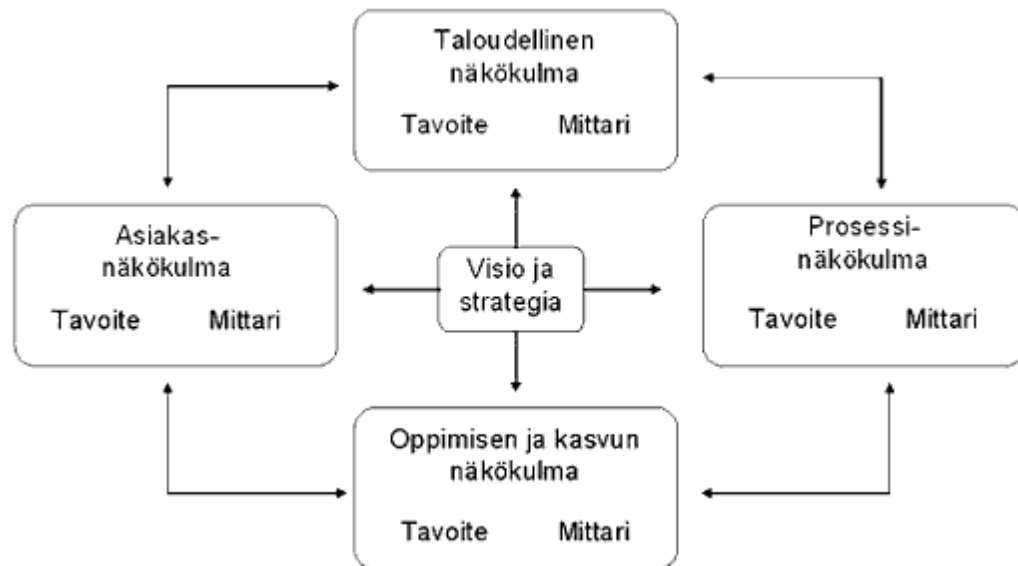 Taloudellinen
näkökulma
Tavoite Mittari
Asiakas-
näkökulma
Tavoite Mittari
Visio ja
strategia
Prosessi-
näkökulma
Tavoite Mittari
Oppimisen ja kasvun
näkökulma
Tavoite Mittari